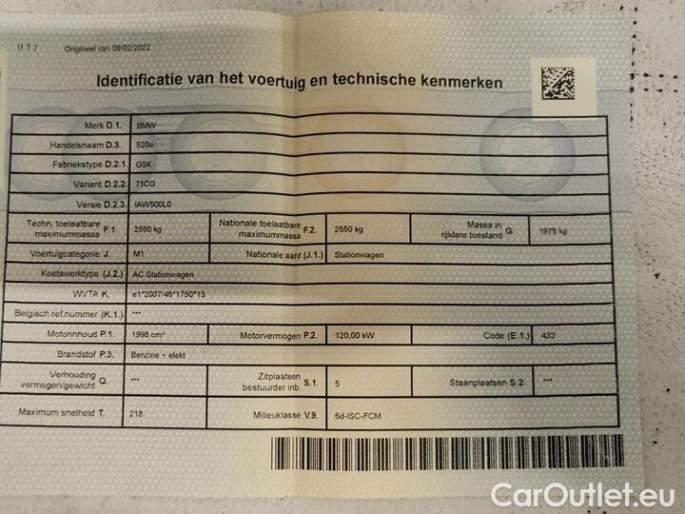 (I 1.) Origineel van 09/02/2022
Identificatie van het voertuig en technische kenmerken
Merk D.1. BMW
Handelsnaam D.3. 520e
Fabriekstype D.2.1. G5K
Variant D.2.2. 71CG
Versie D.2.3. IAW500L0
Techn. toelaatbare maximummassa F.1. 2550 kg Nationale toelaatbare maximummassa F.2. 2550 kg Massa in rijklare toestand G. 1975 kg
Voertuigcategorie J. M1 Nationale aard (J.1.) Stationwagen
Koetswerktype (J.2.) AC Stationwagen
WVTA K. e1*2007/46*1750*13
Belgisch ref.nummer (K.1.) ***
Motorinhoud P.1. 1998 cm³ Motorvermogen P.2. 120,00 kW Code (E.1.) 433
Brandstof P.3. Benzine + elekt
Verhouding vermogen/gewicht Q. *** Zitplaatsen bestuurder inb. S.1. 5 Staanplaatsen S.2. ***
Maximum snelheid T. 218 Milieuklasse V.9. 6d-ISC-FCM
CarOutlet.eu